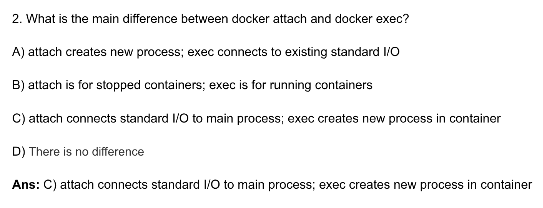 2. What is the main difference between docker attach and docker exec?
A) attach creates new process; exec connects to existing standard I/O
B) attach is for stopped containers; exec is for running containers
C) attach connects standard I/O to main process; exec creates new process in container
D) There is no difference
Ans: C) attach connects standard I/O to main process; exec creates new process in container